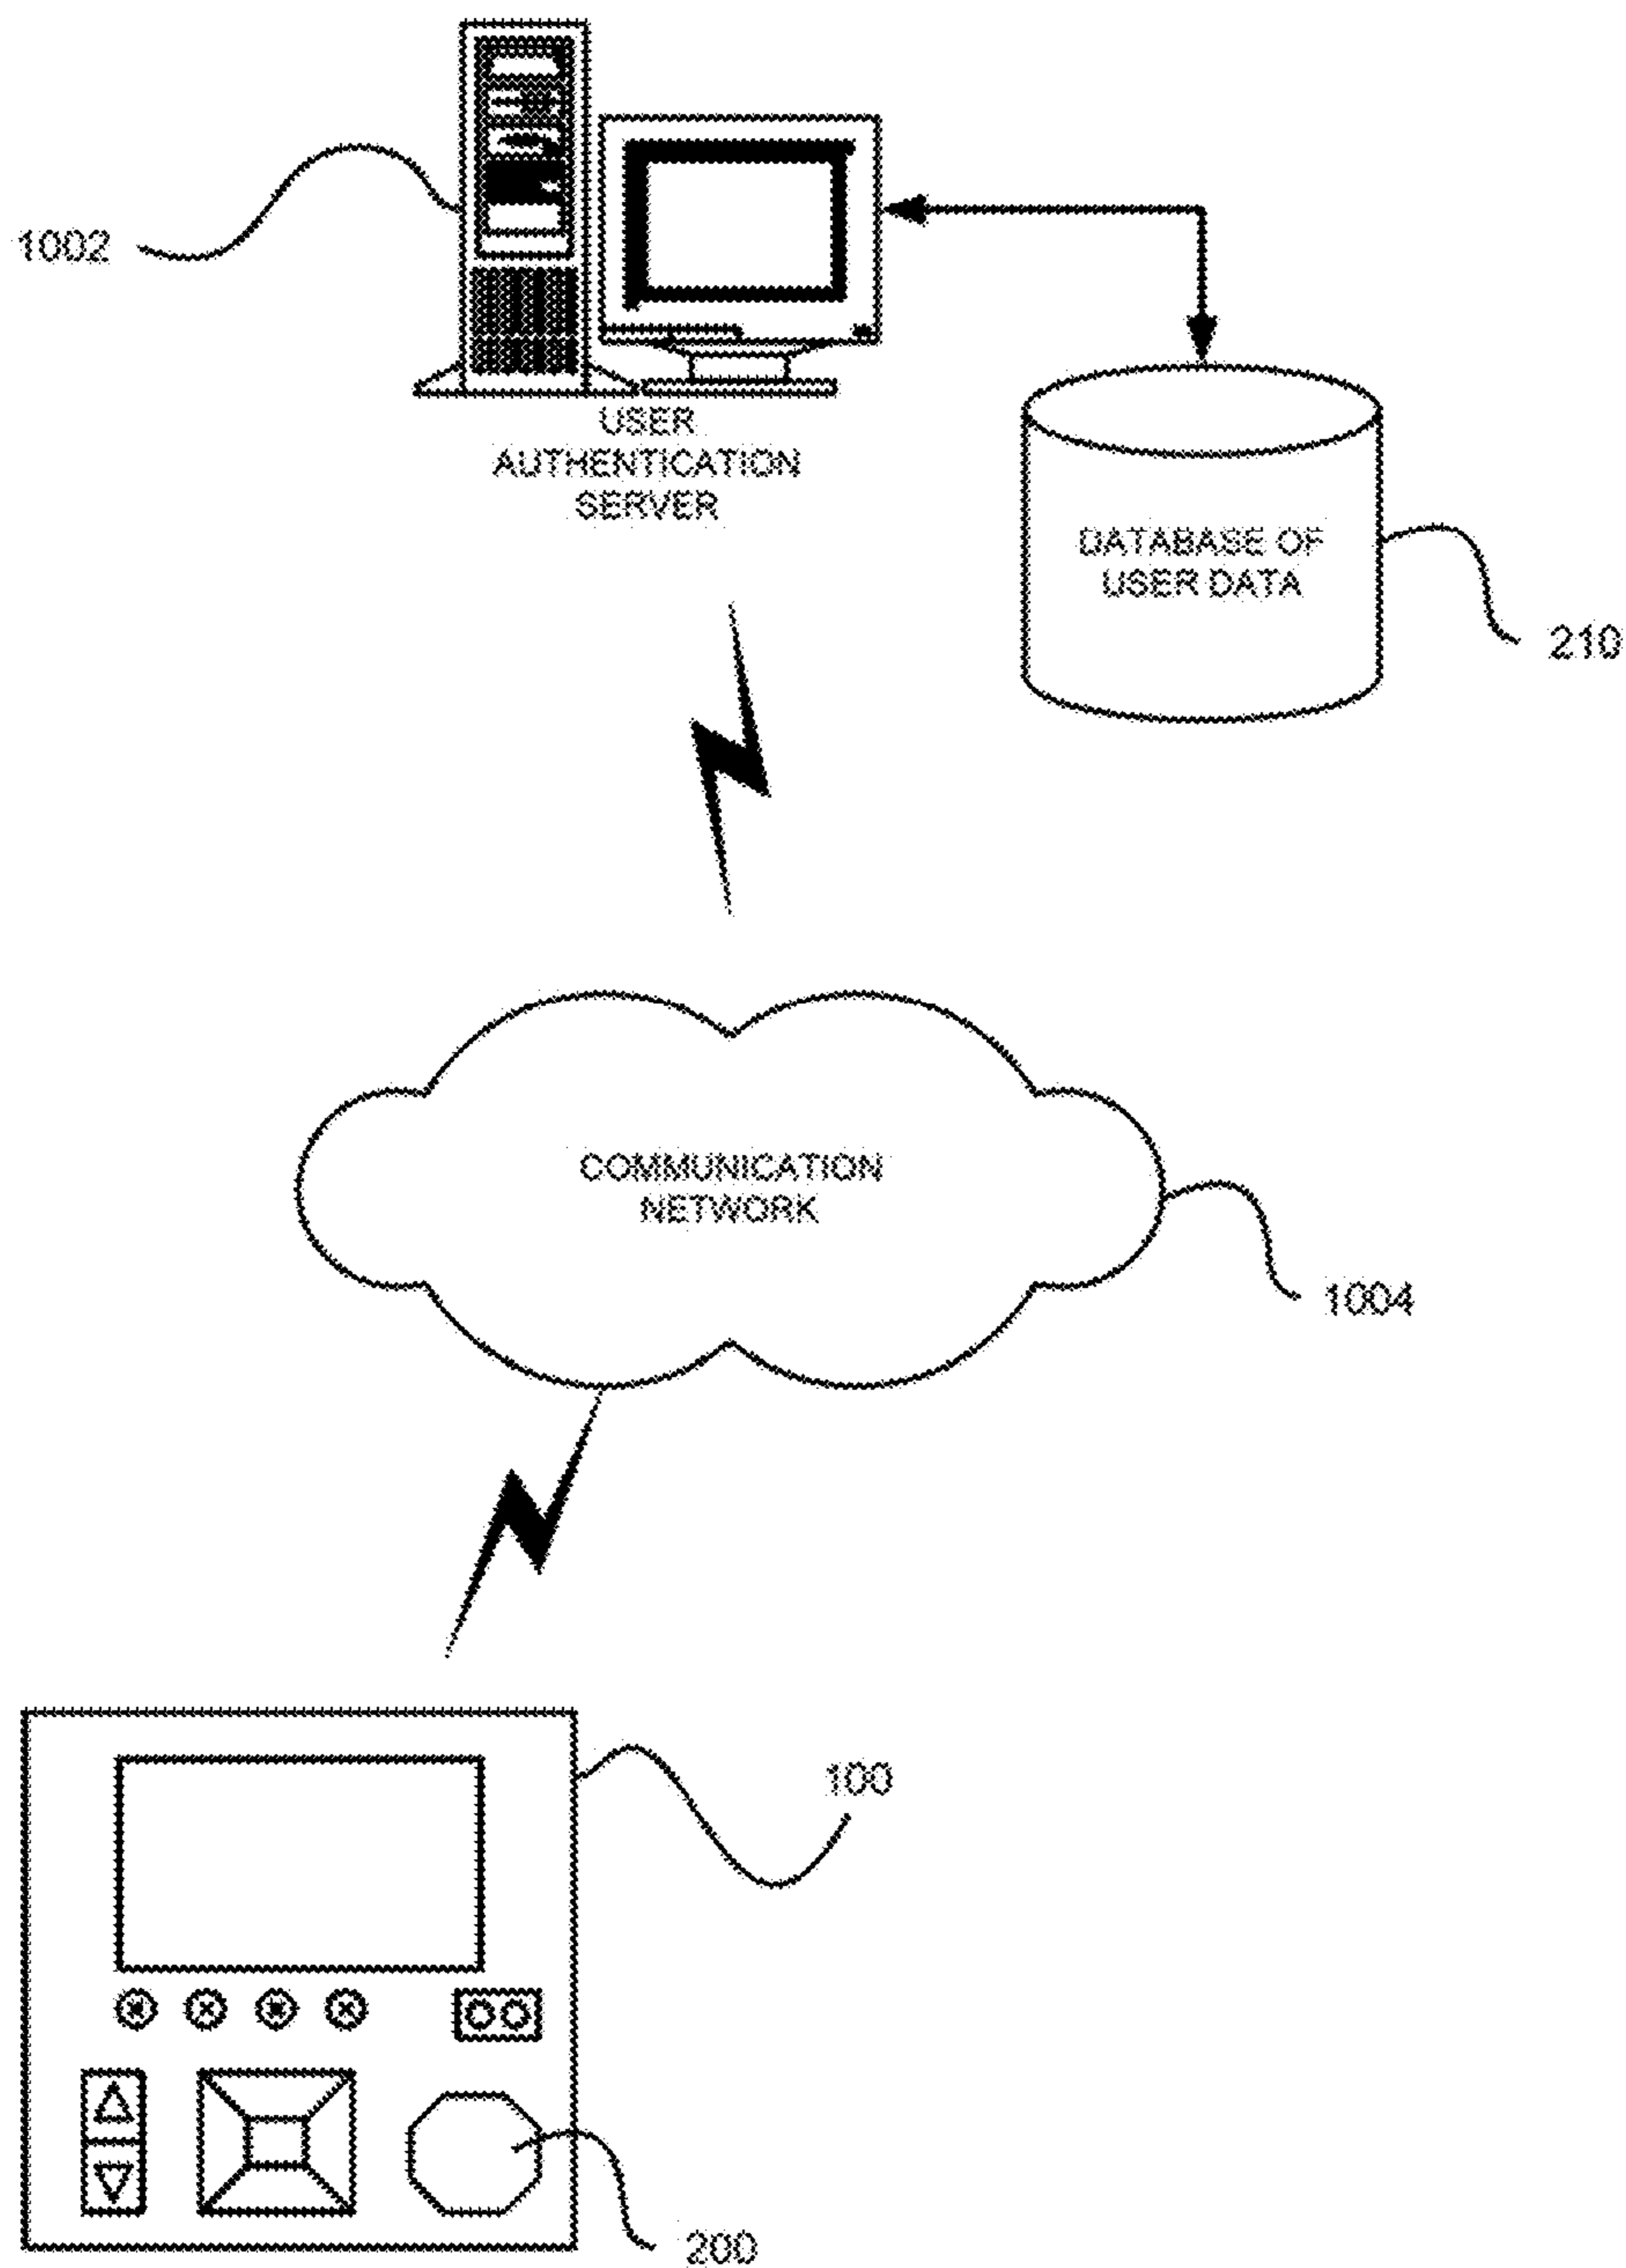 1002
USER
AUTHENTICATION
SERVER
DATABASE OF
USER DATA
210
COMMUNICATION
NETWORK
1004
100
200